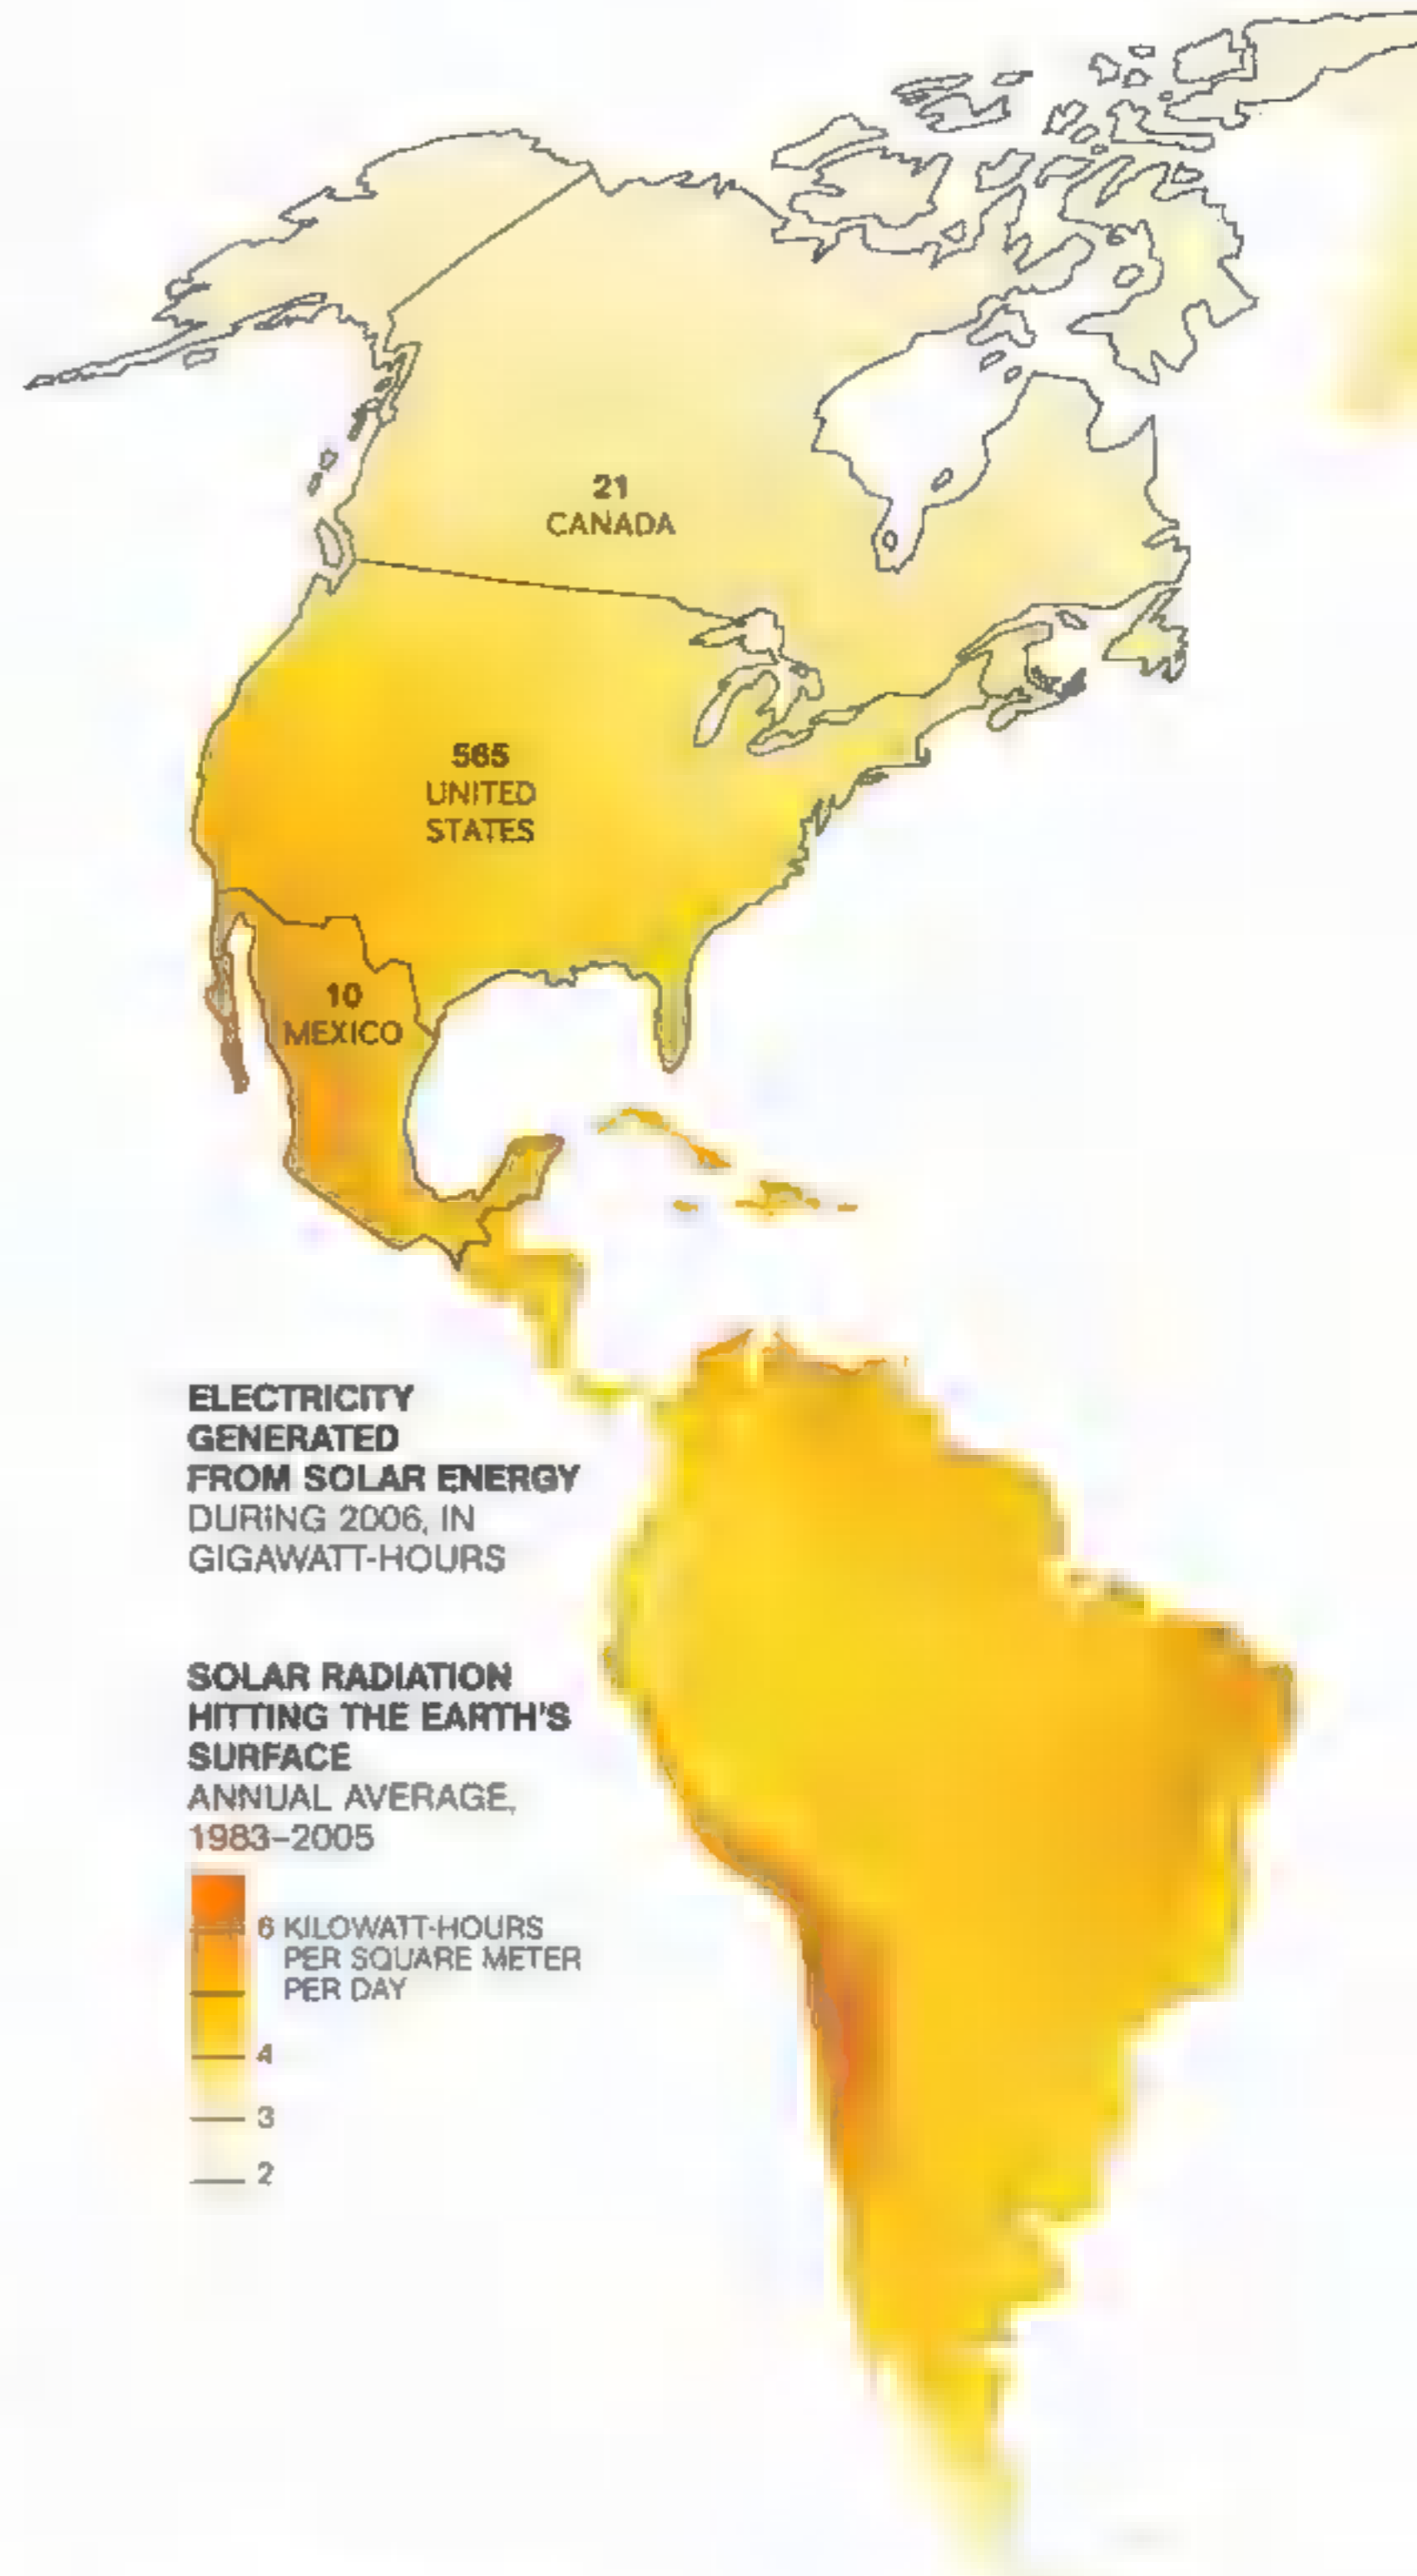 21
CANADA
565
UNITED
STATES
10
MEXICO
ELECTRICITY
GENERATED
FROM SOLAR ENERGY
DURING 2006, IN
GIGAWATT-HOURS
SOLAR RADIATION
HITTING THE EARTH'S
SURFACE
ANNUAL AVERAGE,
1983–2005
6 KILOWATT-HOURS
PER SQUARE METER
PER DAY
4
3
2